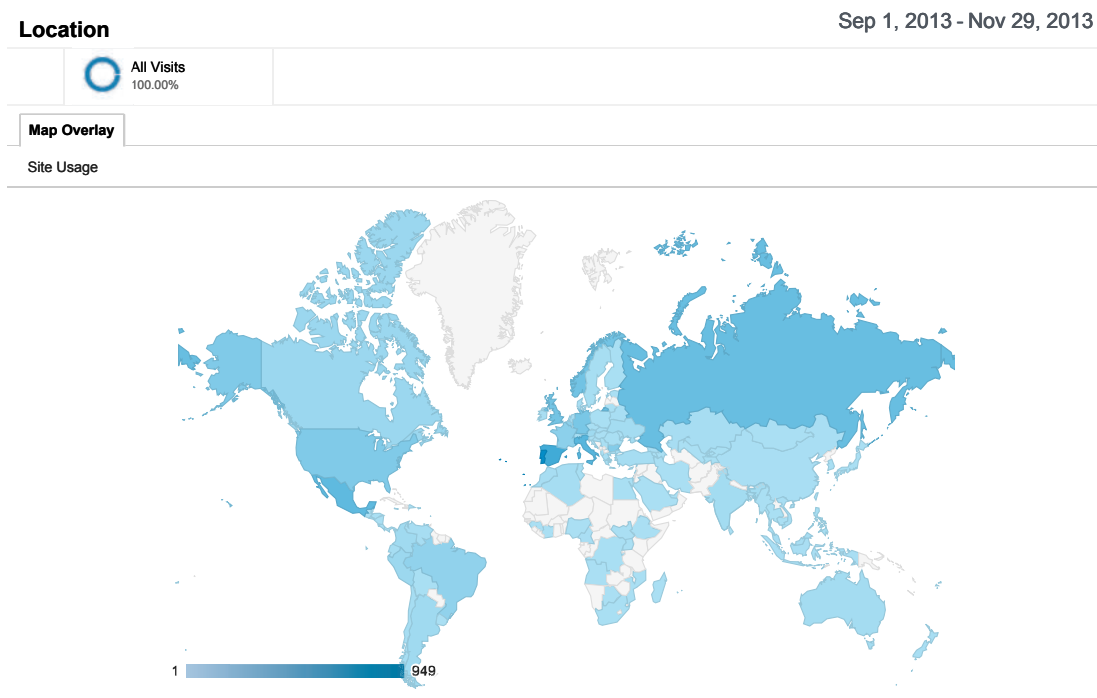 Location
Sep 1, 2013 - Nov 29, 2013
All Visits
100.00%
Map Overlay
Site Usage
1
949